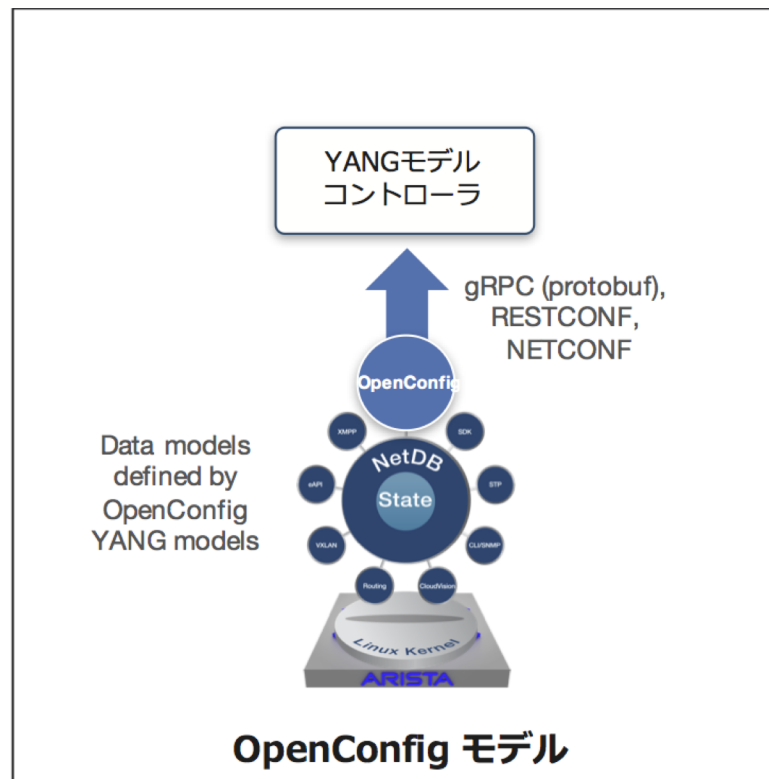 YANGモデル
コントローラ
gRPC (protobuf),
RESTCONF,
NETCONF
OpenConfig
XMPP
SDK
Data models
defined by
OpenConfig
YANG models
NetDB
State
eAPI
STP
VXLAN
CLI/SNMP
Routing
CloudVision
Linux Kernel
ARISTA
OpenConfig モデル